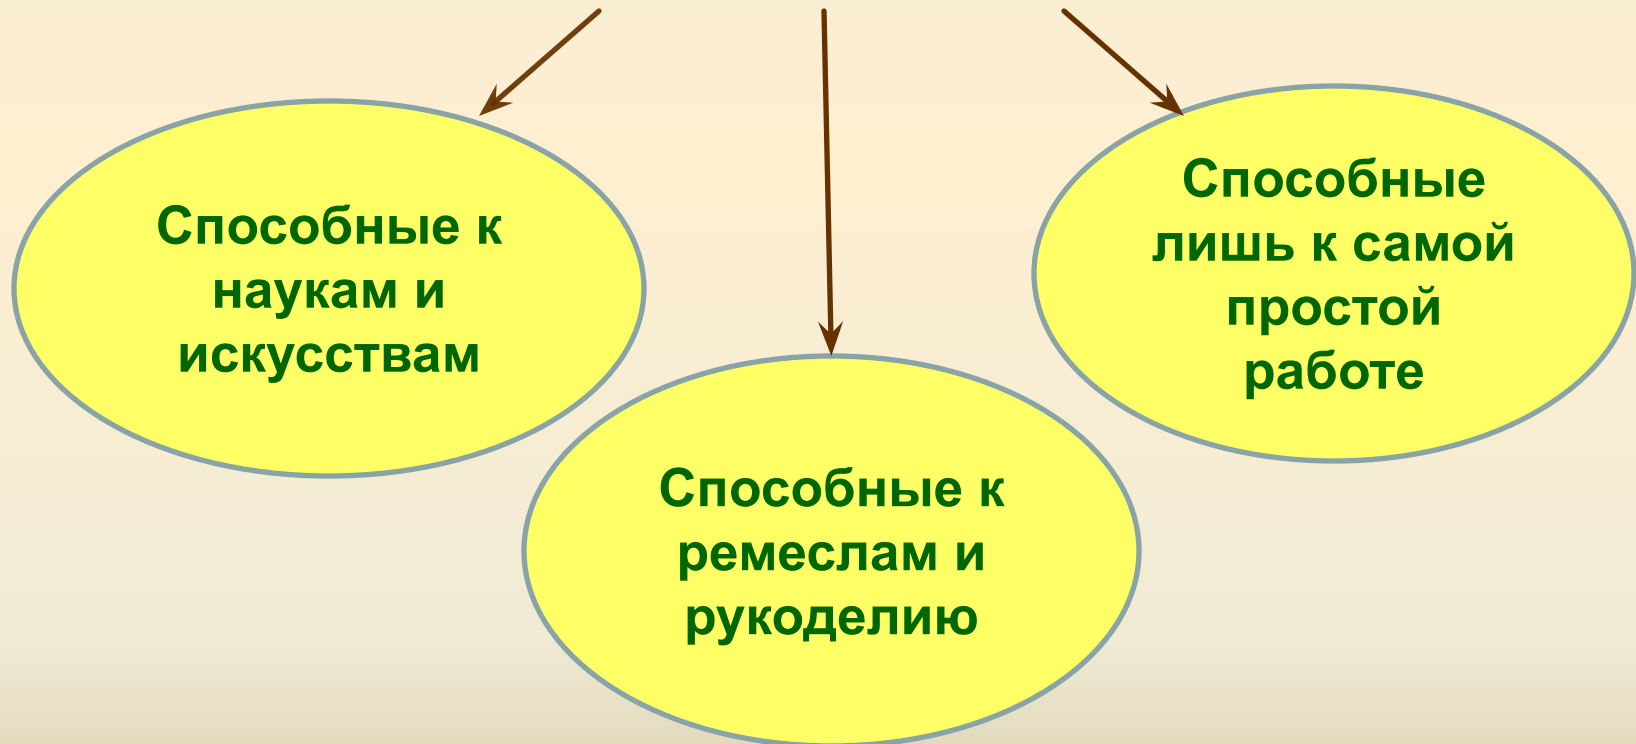 Способные к
наукам и
искусствам
Способные к
ремеслам и
рукоделию
Способные
лишь к самой
простой
работе